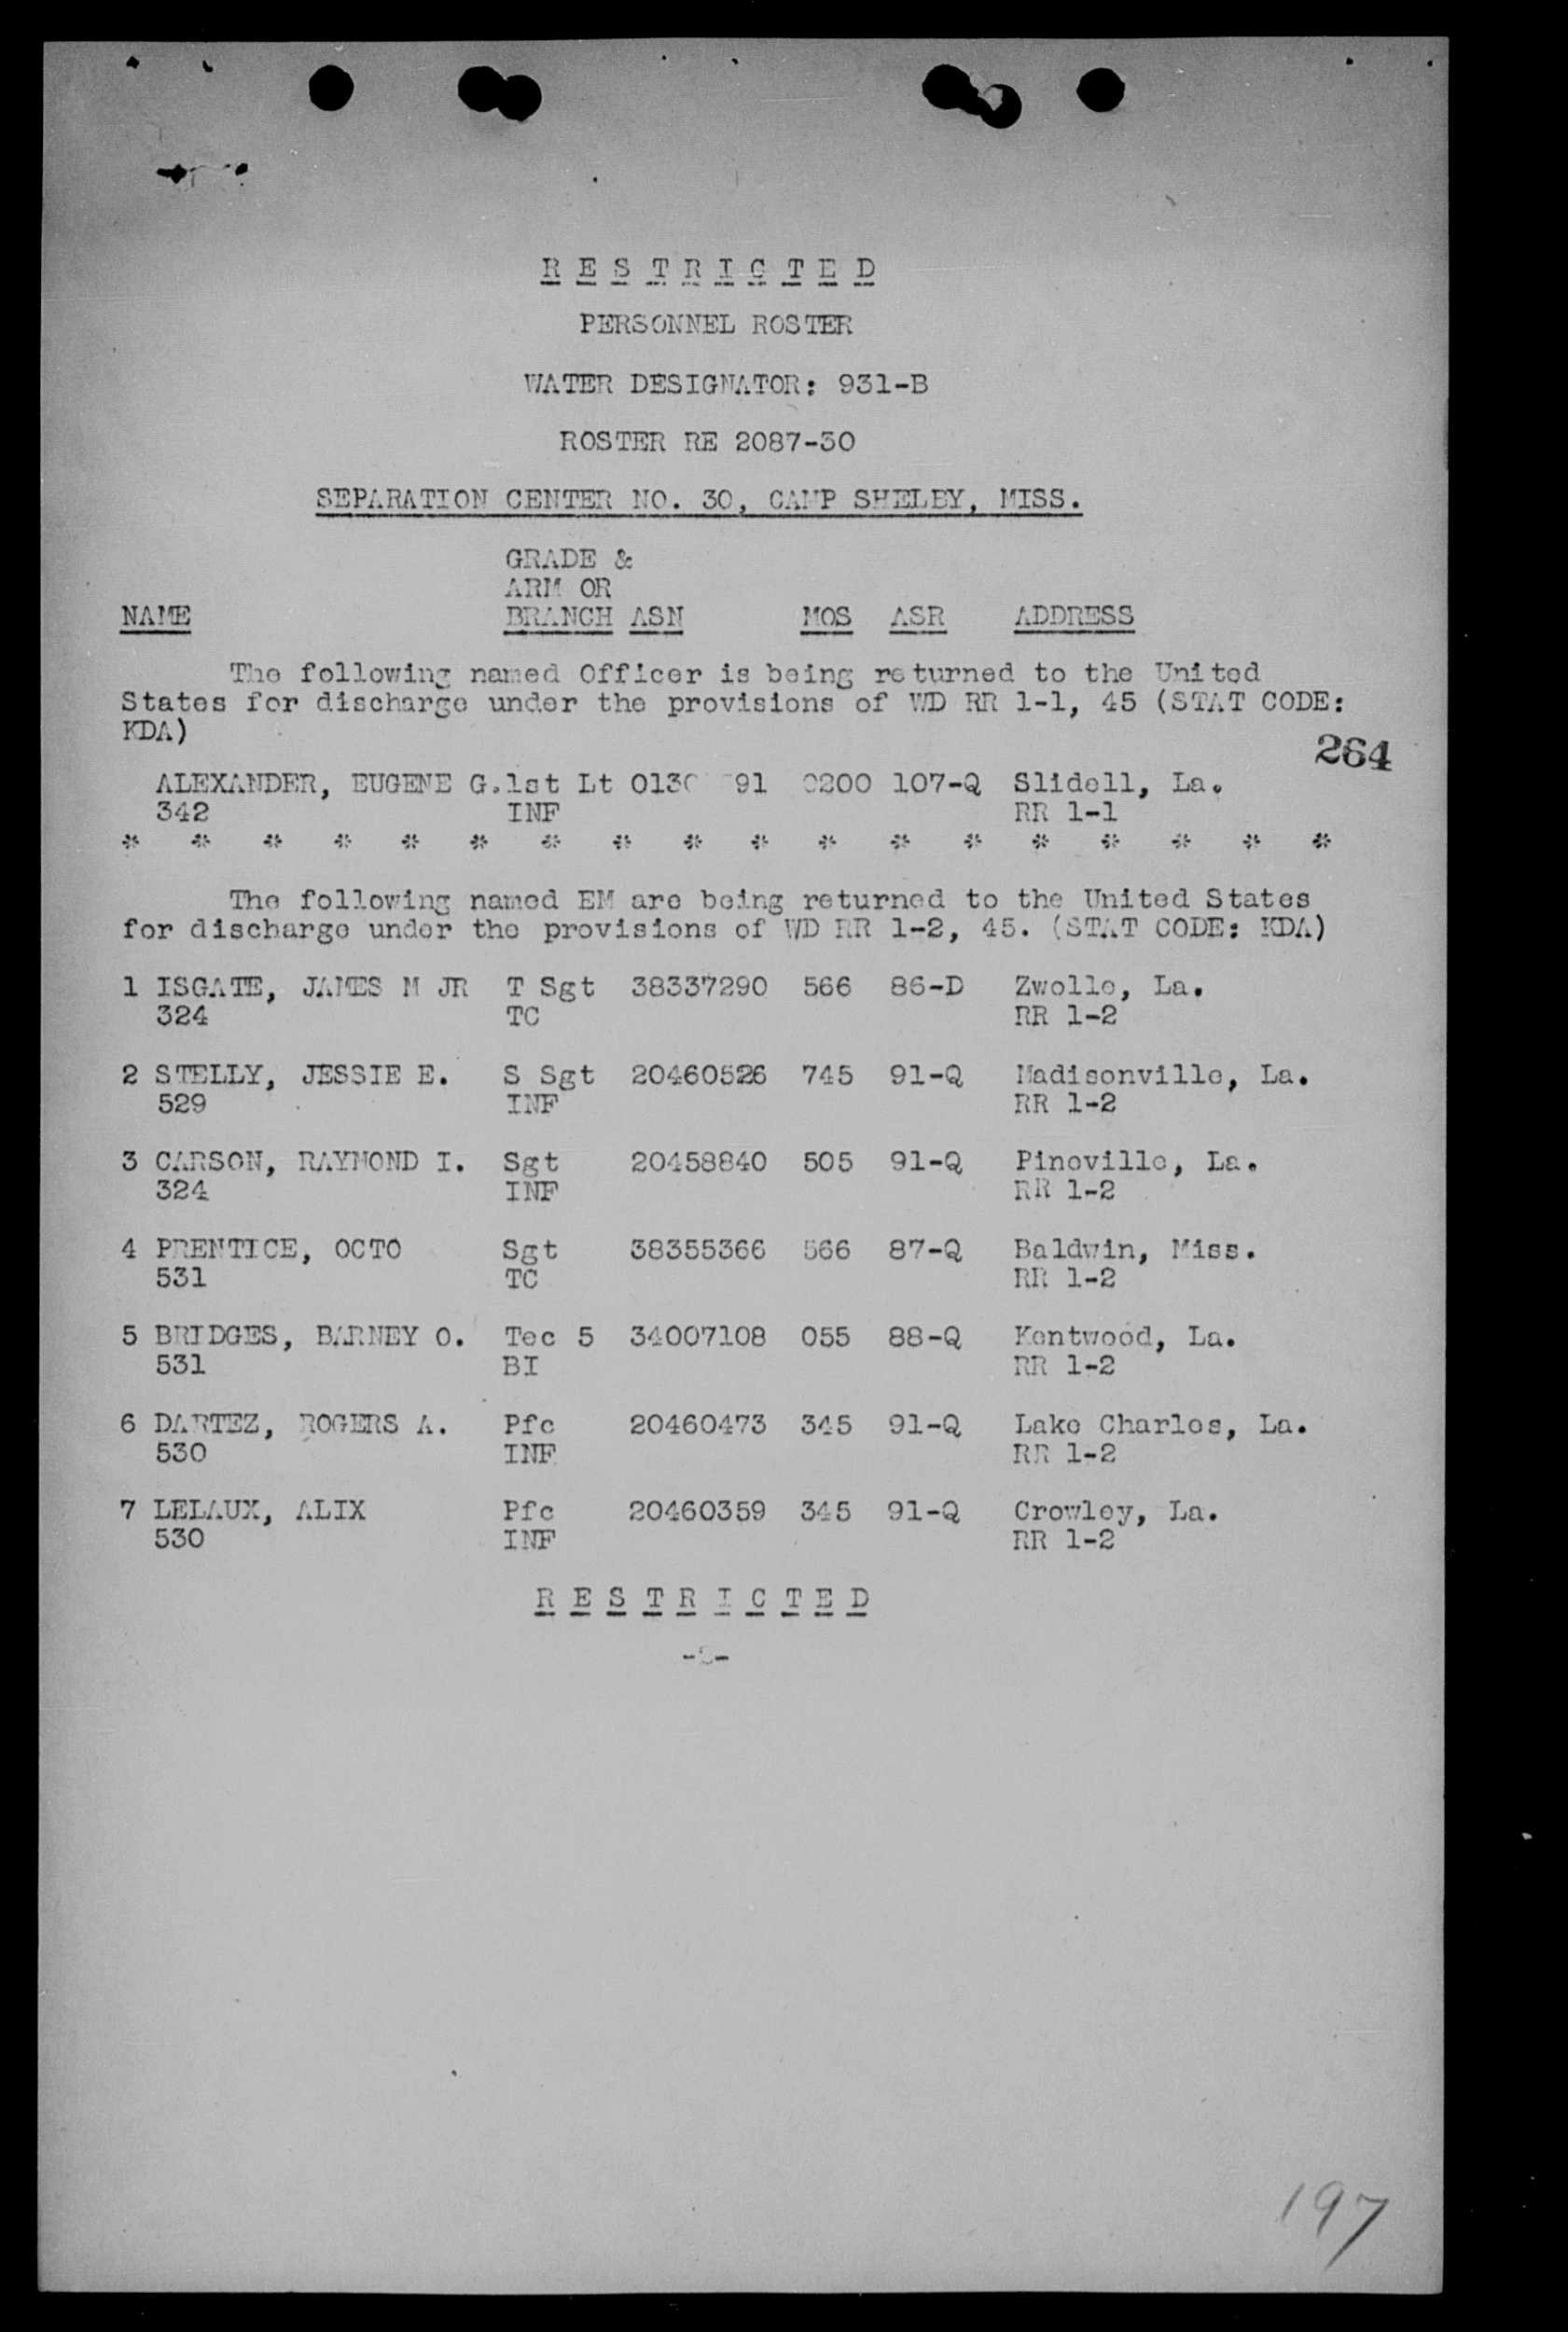 R E S T R I C T E D
PERSONNEL ROSTER
WATER DESIGNATOR: 931-B
ROSTER RE 2087-30
SEPARATION CENTER NO. 30, CAMP SHELBY, MISS.
GRADE &
ARM OR
NAME BRANCH ASN MOS ASR ADDRESS
The following named Officer is being returned to the United
States for discharge under the provisions of WD RR 1-1, 45 (STAT CODE:
KDA)
264
ALEXANDER, EUGENE G. 1st Lt 0200 107-Q Slidell, La.
342 INF RR 1-1
* * * * * * * * * * * * * * * * * *
The following named EM are being returned to the United States
for discharge under the provisions of WD RR 1-2, 45. (STAT CODE: KDA)
1 ISGATE, JAMES M JR T Sgt 38337290 566 86-D Zwolle, La.
324 TC RR 1-2
2 STELLY, JESSIE E. S Sgt 20460526 745 91-Q Madisonville, La.
529 INF RR 1-2
3 CARSON, RAYMOND I. Sgt 20458840 505 91-Q Pineville, La.
324 INF RR 1-2
4 PRENTICE, OCTO Sgt 38355366 566 87-Q Baldwin, Miss.
531 TC RR 1-2
5 BRIDGES, BARNEY O. Tec 5 34007108 055 88-Q Kentwood, La.
531 BI RR 1-2
6 DARTEZ, ROGERS A. Pfc 20460473 345 91-Q Lake Charles, La.
530 INF RR 1-2
7 LELAUX, ALIX Pfc 20460359 345 91-Q Crowley, La.
530 INF RR 1-2
R E S T R I C T E D
197